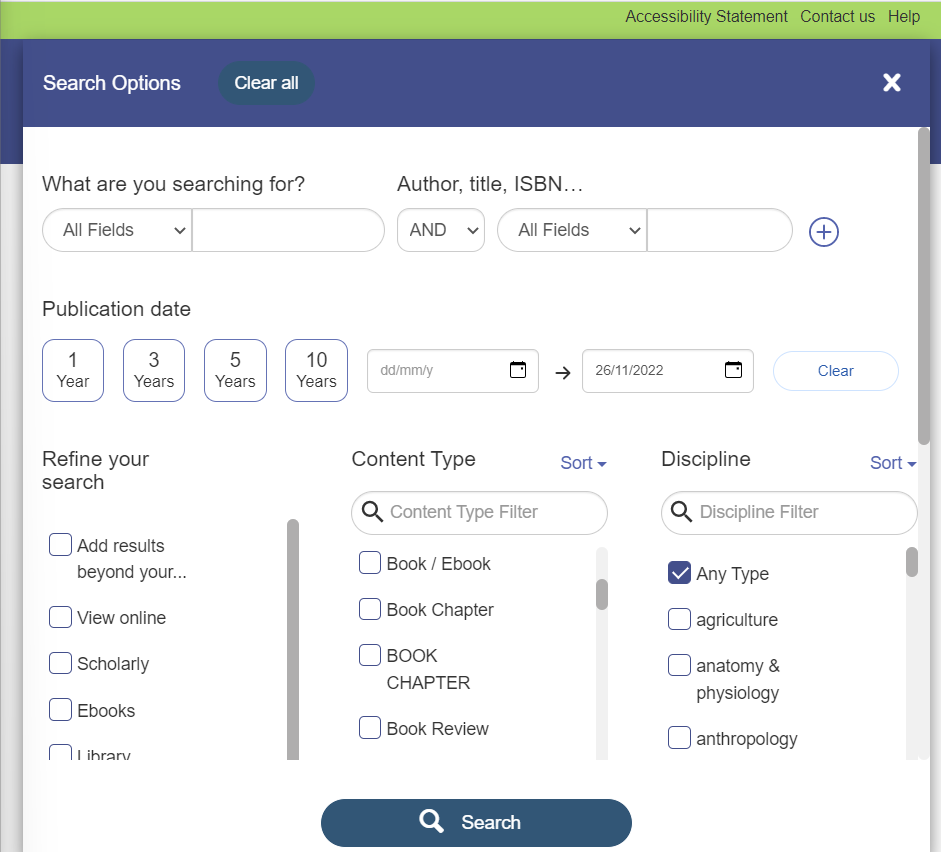 Accessibility Statement Contact us Help
Search Options Clear all
What are you searching for? Author, title, ISBN…
All Fields AND All Fields
Publication date
1 Year
3 Years
5 Years
10 Years
dd/mm/y 26/11/2022 Clear
Refine your
search
Add results
beyond your...
View online
Scholarly
Ebooks
Library
Content Type Sort
Content Type Filter
Book / Ebook
Book Chapter
BOOK
CHAPTER
Book Review
Discipline Sort
Discipline Filter
Any Type
agriculture
anatomy &
physiology
anthropology
Search